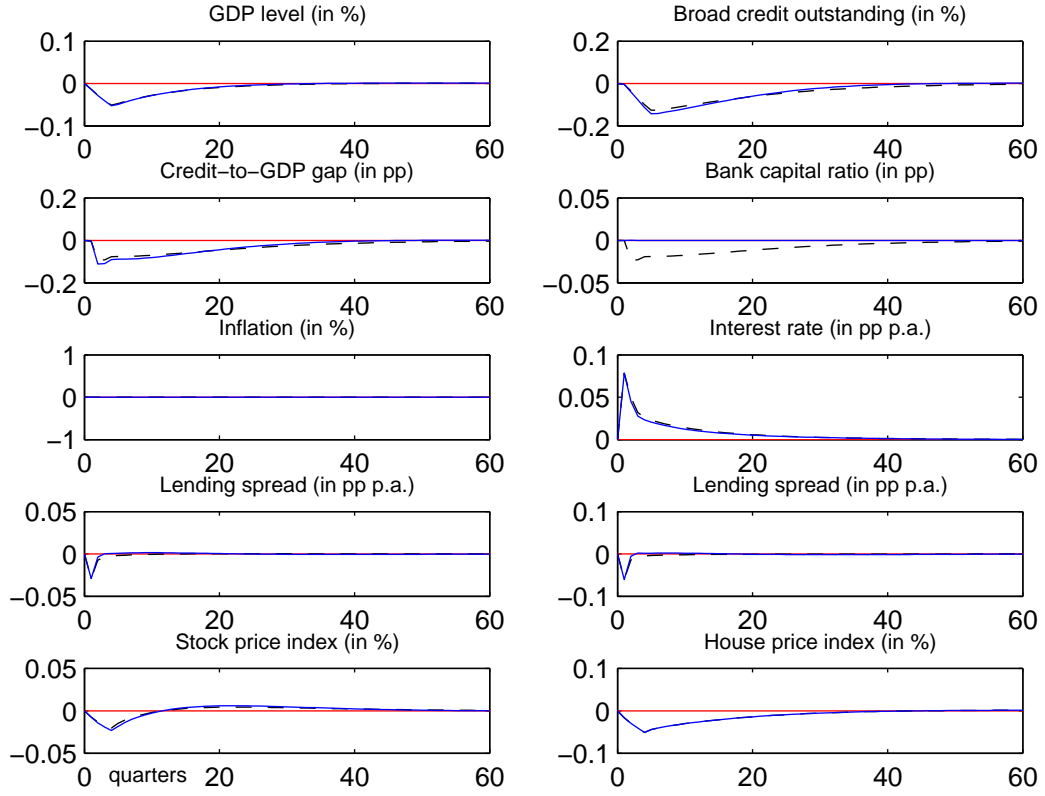 GDP level (in %)
Broad credit outstanding (in %)
0.1
0
−0.1
0 20 40 60
0.2
0
−0.2
0 20 40 60
Credit−to−GDP gap (in pp)
Bank capital ratio (in pp)
0.2
0
−0.2
0 20 40 60
0.05
0
−0.05
0 20 40 60
Inflation (in %)
Interest rate (in pp p.a.)
1
0
−1
0 20 40 60
0.1
0.05
0
0 20 40 60
Lending spread (in pp p.a.)
Lending spread (in pp p.a.)
0.05
0
−0.05
0 20 40 60
0.1
0
−0.1
0 20 40 60
Stock price index (in %)
House price index (in %)
0.05
0
−0.05
0 20 40 60
quarters
0.1
0
−0.1
0 20 40 60